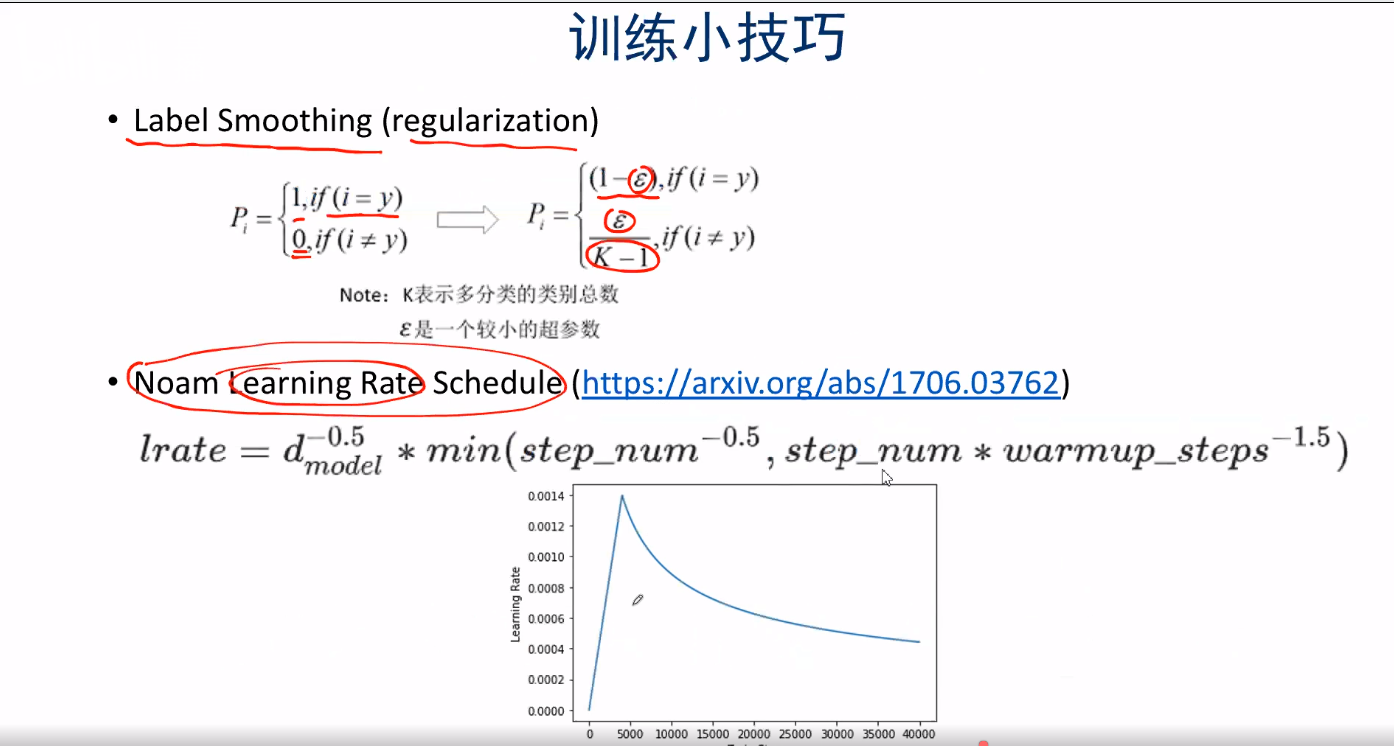 训练小技巧
• Label Smoothing (regularization)
P_i = {1, if (i = y)
0, if (i ≠ y)
P_i = {(1−ε), if (i = y)
ε/(K−1), if (i ≠ y)
Note：K表示多分类的类别总数
ε是一个较小的超参数
• Noam Learning Rate Schedule (https://arxiv.org/abs/1706.03762)
lrate = d_model^−0.5 * min(step_num^−0.5, step_num * warmup_steps^−1.5)
0.0014
0.0012
0.0010
0.0008
0.0006
0.0004
0.0002
0.0000
Learning Rate
0 5000 10000 15000 20000 25000 30000 35000 40000